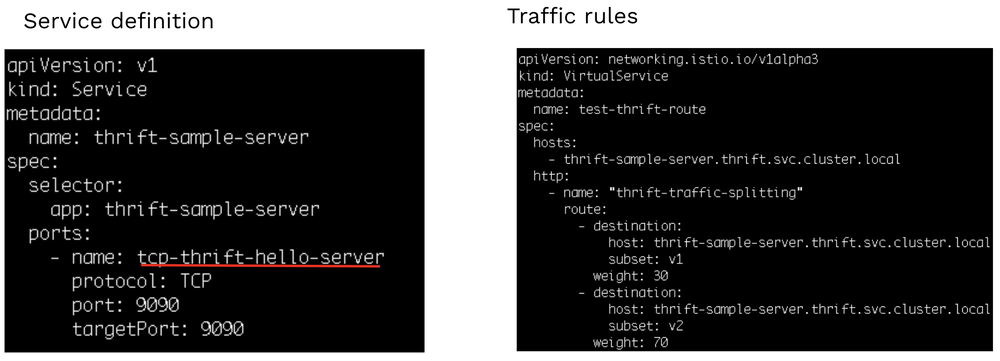 Service definition
apiVersion: v1
kind: Service
metadata:
  name: thrift-sample-server
spec:
  selector:
    app: thrift-sample-server
  ports:
    - name: tcp-thrift-hello-server
      protocol: TCP
      port: 9090
      targetPort: 9090
Traffic rules
apiVersion: networking.istio.io/v1alpha3
kind: VirtualService
metadata:
  name: test-thrift-route
spec:
  hosts:
    - thrift-sample-server.thrift.svc.cluster.local
  http:
    - name: "thrift-traffic-splitting"
      route:
        - destination:
            host: thrift-sample-server.thrift.svc.cluster.local
            subset: v1
          weight: 30
        - destination:
            host: thrift-sample-server.thrift.svc.cluster.local
            subset: v2
          weight: 70